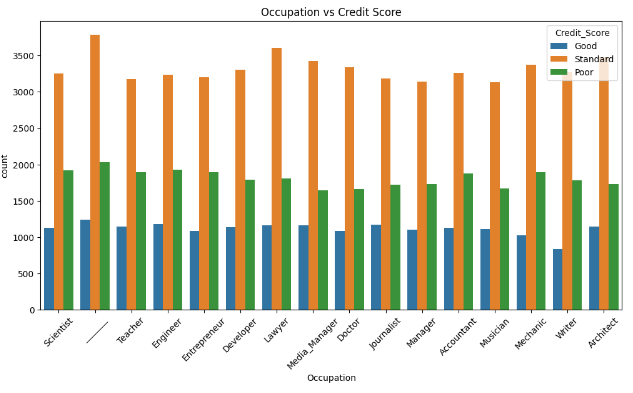 Occupation vs Credit Score
Credit_Score
Good
Standard
Poor
count
3500
3000
2500
2000
1500
1000
500
0
Scientist
_______
Teacher
Engineer
Entrepreneur
Developer
Lawyer
Media_Manager
Doctor
Journalist
Manager
Accountant
Musician
Mechanic
Writer
Architect
Occupation